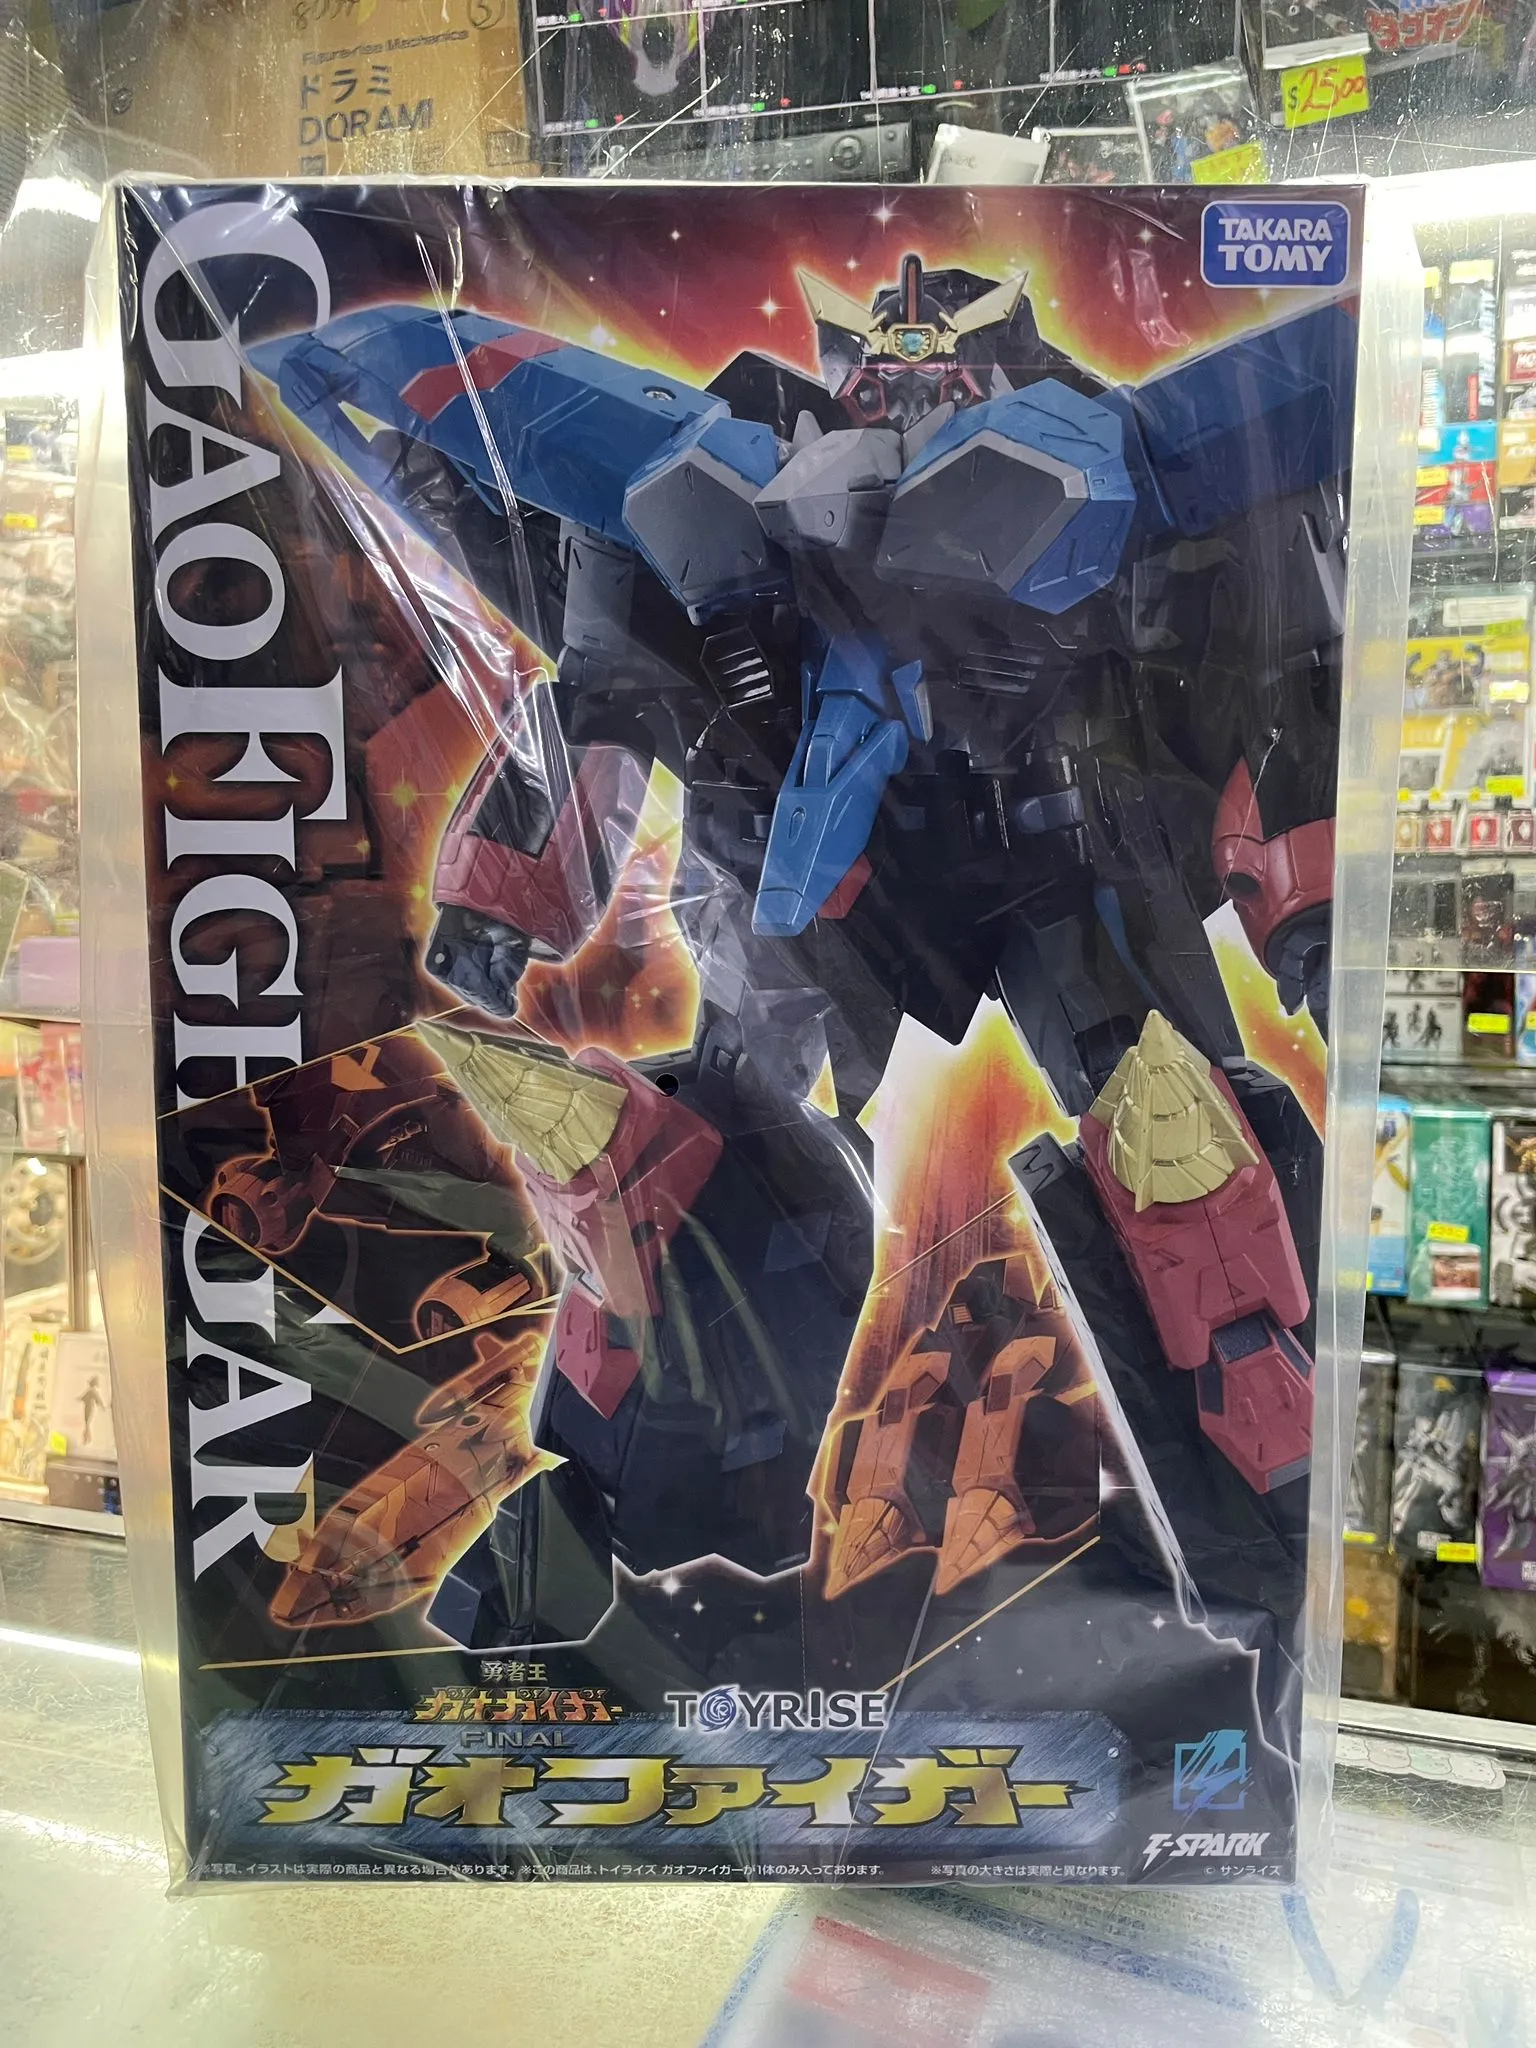 Figure-rise Mechanics
ドラミ
DORAMI
$2500
TAKARA
TOMY
GAOFIGHGAR
勇者王
ガオガイガー
FINAL
TOYR!SE
ガオファイガー
T-SPARK
※写真、イラストは実際の商品と異なる場合があります。※この商品は、トイライズ ガオファイガーが1体のみ入っております。
※写真の大きさは実際と異なります。
© サンライズ